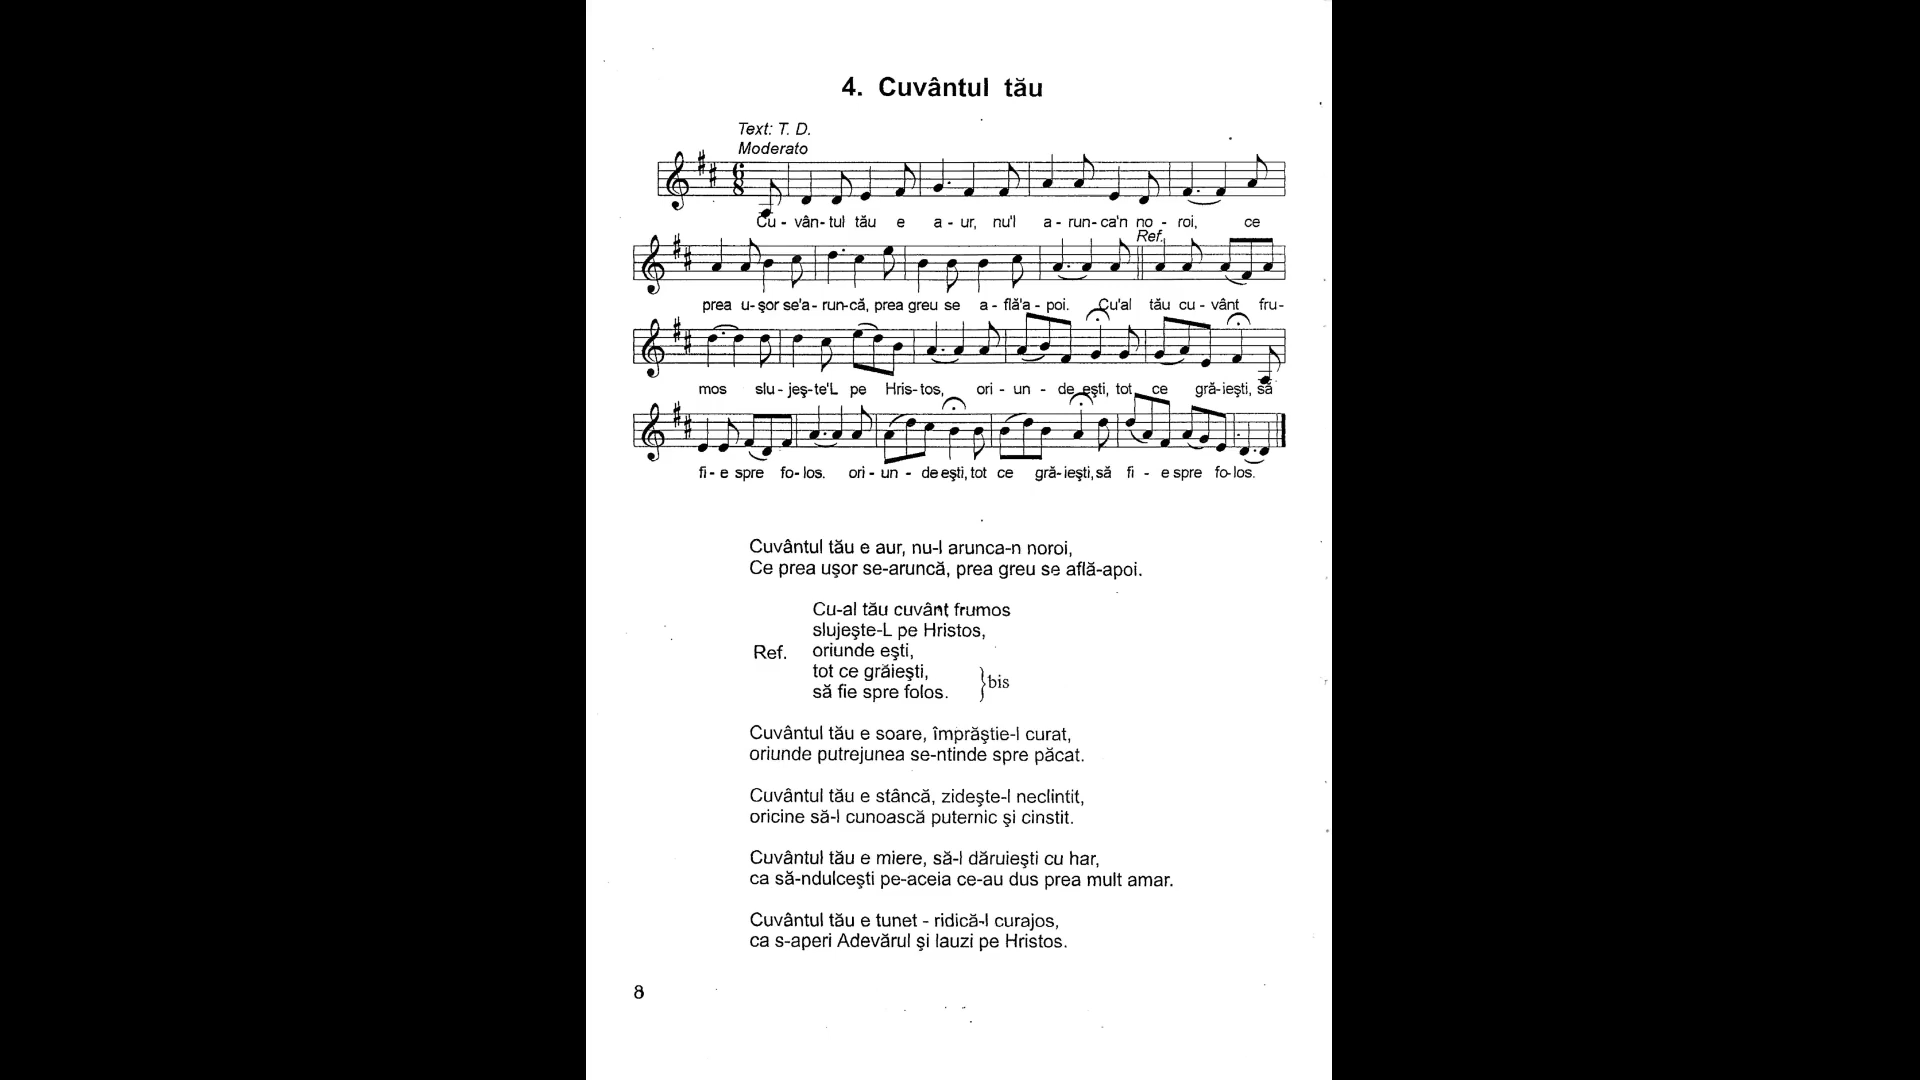 4. Cuvântul tău
Text: T. D.
Moderato
6
8
Cu - vân- tul tău e a - ur, nu'l a - run- ca'n no - roi, ce
Ref.
prea u- şor se'a- run- că, prea greu se a - flă'a - poi. Cu'al tău cu - vânt fru-
mos slu - jeş- te'L pe Hris- tos, ori - un - de eşti, tot ce gră- ieşti, să
fi - e spre fo- los. ori - un - de eşti, tot ce gră- ieşti, să fi - e spre fo- los.
Cuvântul tău e aur, nu-l arunca-n noroi,
Ce prea uşor se-aruncă, prea greu se află-apoi.
Cu-al tău cuvânt frumos
slujeşte-L pe Hristos,
Ref. oriunde eşti,
tot ce grăieşti,
să fie spre folos. }bis
Cuvântul tău e soare, împrăştie-l curat,
oriunde putrejunea se-ntinde spre păcat.
Cuvântul tău e stâncă, zideşte-l neclintit,
oricine să-l cunoască puternic şi cinstit.
Cuvântul tău e miere, să-l dăruieşti cu har,
ca să-ndulceşti pe-aceia ce-au dus prea mult amar.
Cuvântul tău e tunet - ridică-l curajos,
ca s-aperi Adevărul şi lauzi pe Hristos.
8